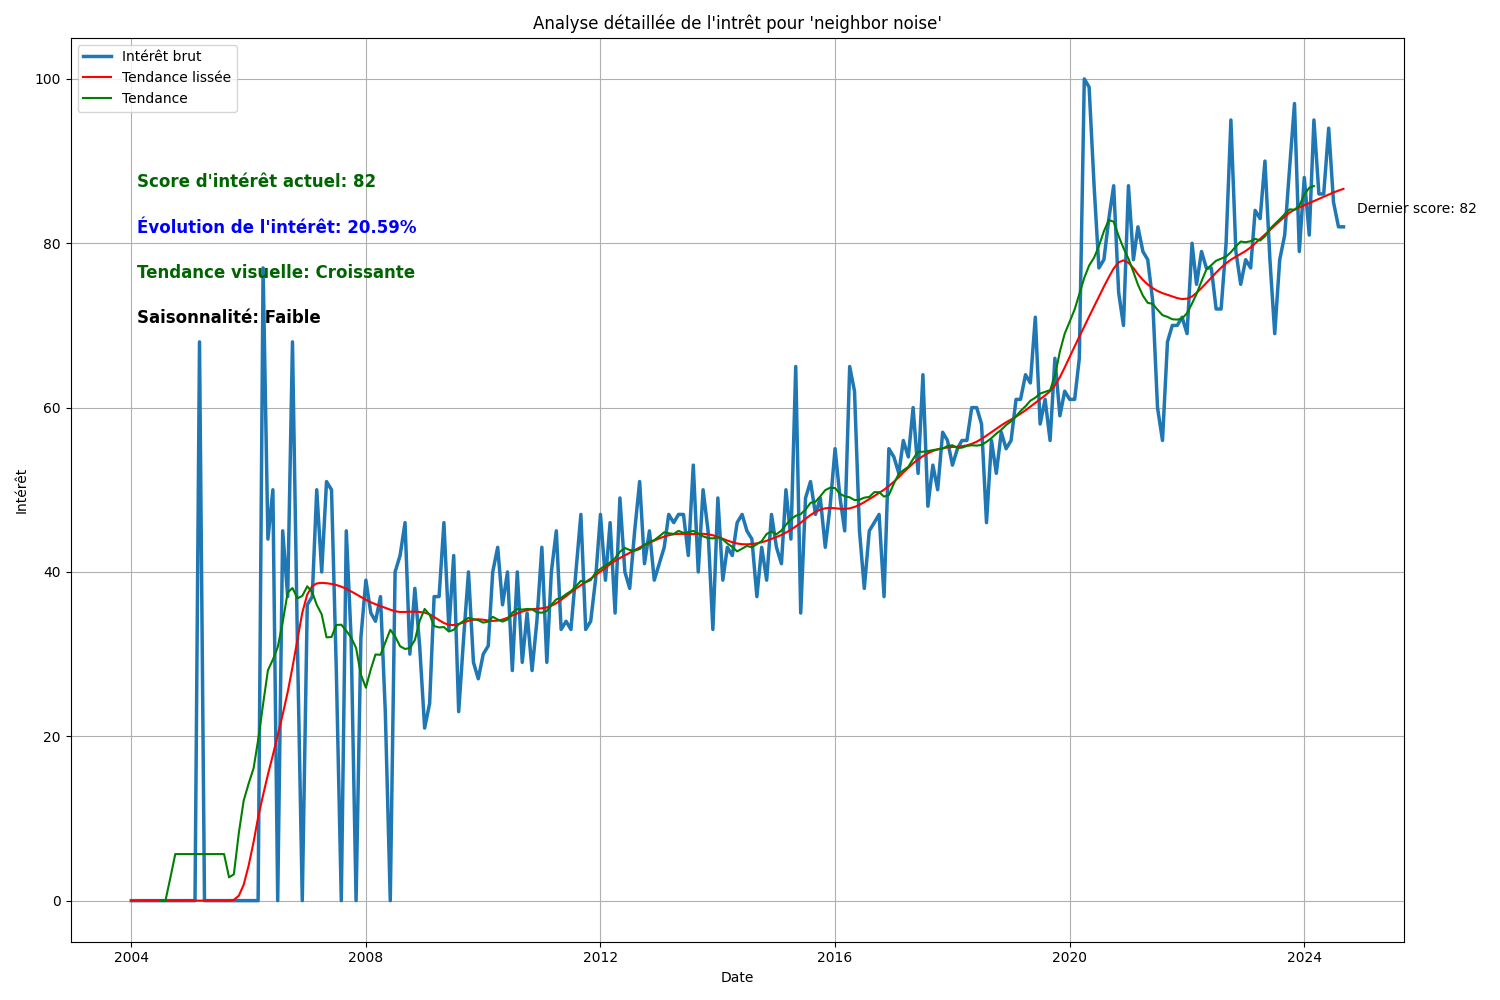 Analyse détaillée de l'intrêt pour 'neighbor noise'
Intérêt brut
Tendance lissée
Tendance
Score d'intérêt actuel: 82
Évolution de l'intérêt: 20.59%
Tendance visuelle: Croissante
Saisonnalité: Faible
Dernier score: 82
Intérêt
100
80
60
40
20
0
2004
2008
2012
2016
2020
2024
Date